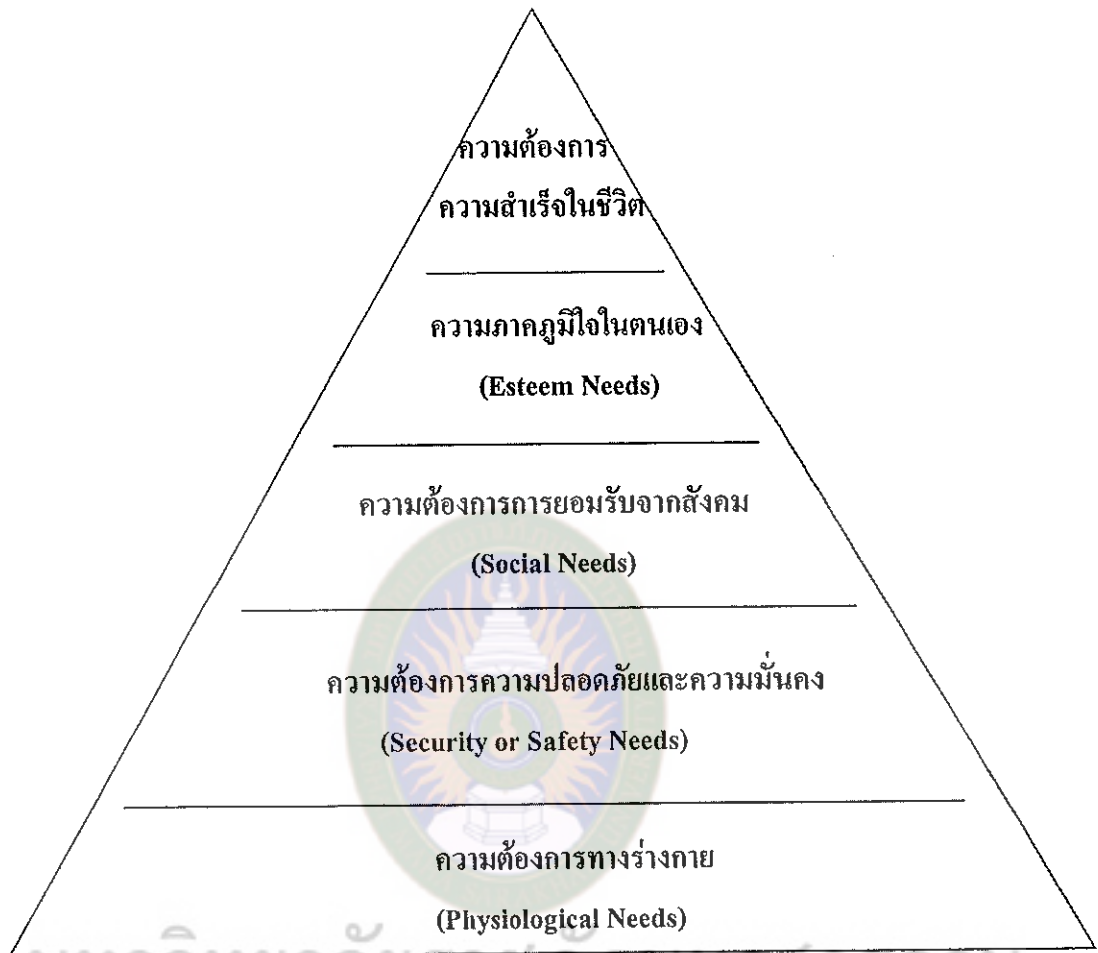 ความต้องการ
ความสำเร็จในชีวิต
ความภาคภูมิใจในตนเอง
(Esteem Needs)
ความต้องการการยอมรับจากสังคม
(Social Needs)
ความต้องการความปลอดภัยและความมั่นคง
(Security or Safety Needs)
ความต้องการทางร่างกาย
(Physiological Needs)